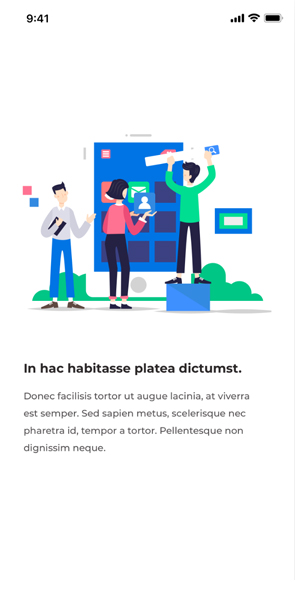 9:41
In hac habitasse platea dictumst.
Donec facilisis tortor ut augue lacinia, at viverra
est semper. Sed sapien metus, scelerisque nec
pharetra id, tempor a tortor. Pellentesque non
dignissim neque.